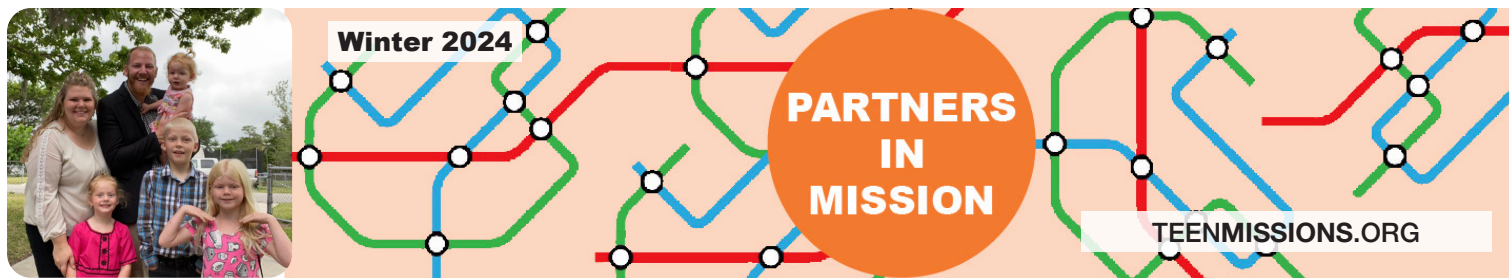 Winter 2024
PARTNERS
IN
MISSION
TEENMISSIONS.ORG